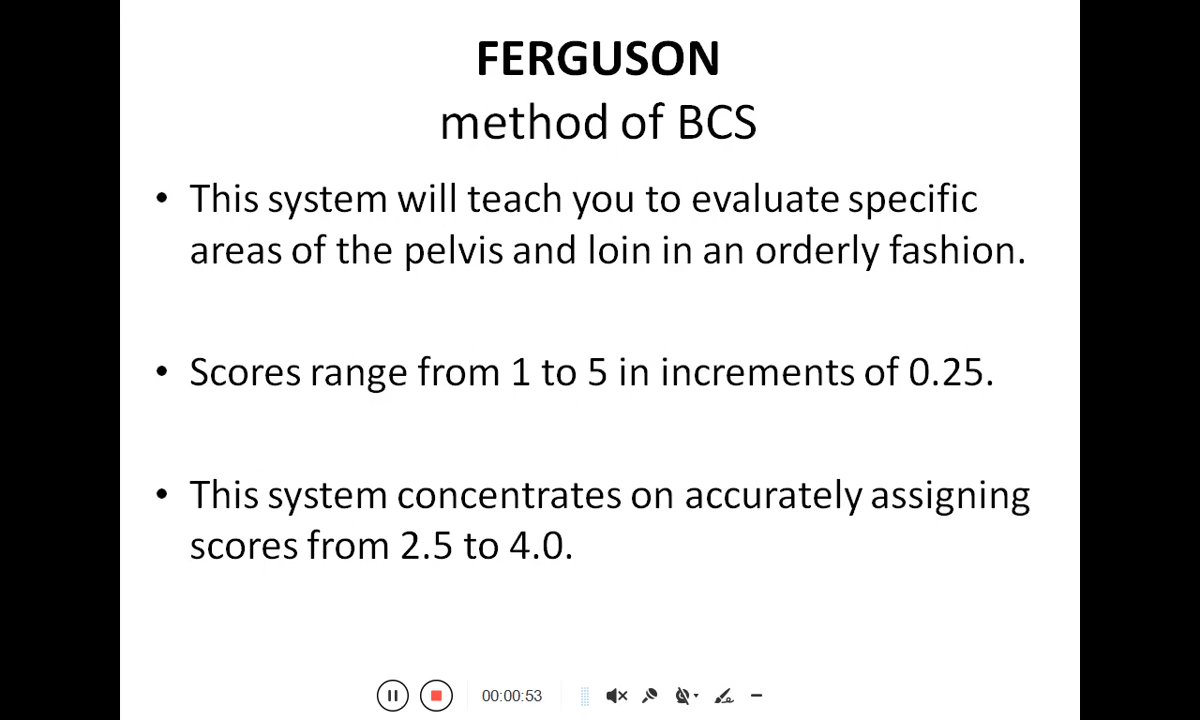 FERGUSON
method of BCS
• This system will teach you to evaluate specific
areas of the pelvis and loin in an orderly fashion.
• Scores range from 1 to 5 in increments of 0.25.
• This system concentrates on accurately assigning
scores from 2.5 to 4.0.
00:00:53